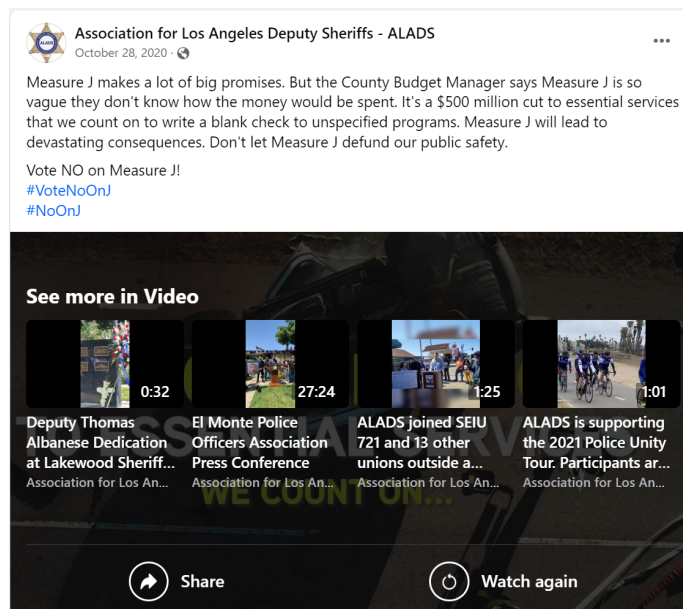 Association for Los Angeles Deputy Sheriffs - ALADS
October 28, 2020 ·
Measure J makes a lot of big promises. But the County Budget Manager says Measure J is so
vague they don't know how the money would be spent. It's a $500 million cut to essential services
that we count on to write a blank check to unspecified programs. Measure J will lead to
devastating consequences. Don't let Measure J defund our public safety.
Vote NO on Measure J!
#VoteNoOnJ
#NoOnJ
See more in Video
0:32
27:24
1:25
1:01
Deputy Thomas
Albanese Dedication
at Lakewood Sheriff...
Association for Los An...
El Monte Police
Officers Association
Press Conference
Association for Los An...
ALADS joined SEIU
721 and 13 other
unions outside a...
Association for Los An...
ALADS is supporting
the 2021 Police Unity
Tour. Participants ar...
Association for Los An...
TO ESSENTIAL SERVICES
WE COUNT ON...
Share
Watch again